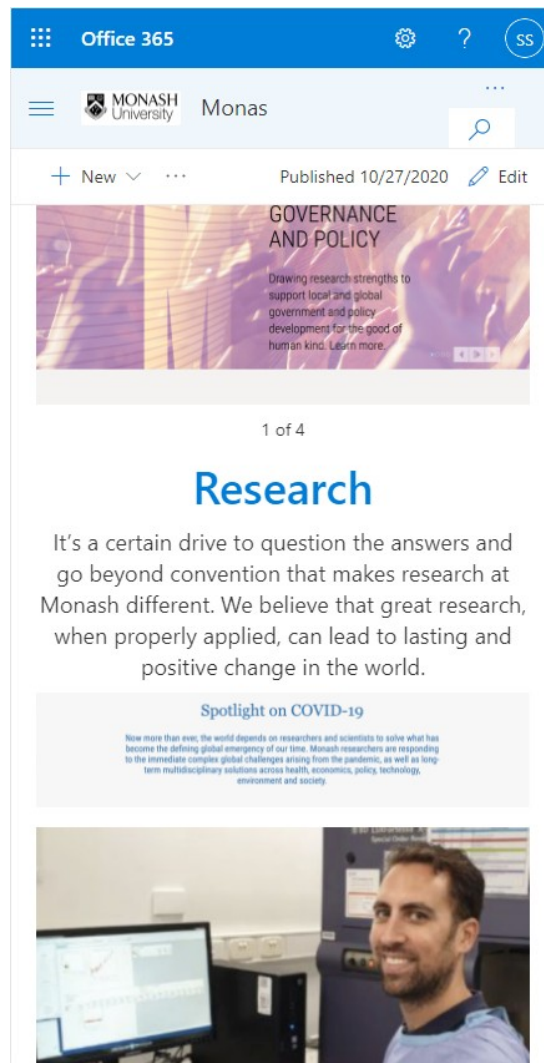 Office 365
?
SS
MONASH
University
Monas
...
+ New ... Published 10/27/2020 Edit
GOVERNANCE
AND POLICY
Drawing research strengths to
support local and global
government and policy
development for the good of
human kind. Learn more.
1 of 4
Research
It's a certain drive to question the answers and
go beyond convention that makes research at
Monash different. We believe that great research,
when properly applied, can lead to lasting and
positive change in the world.
Spotlight on COVID-19
Now more than ever, the world depends on researchers and scientists to solve what has
become the defining global emergency of our time. Monash researchers are responding
to the immediate complex global challenges arising from the pandemic, as well as long-
term multidisciplinary solutions across health, economics, policy, technology,
environment and society.